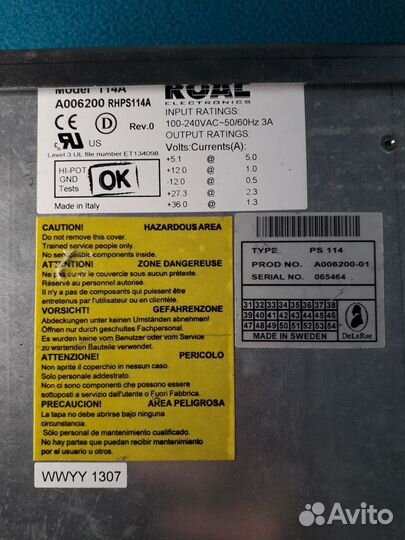 Model 114A
ROAL
A006200 RHPS114A
ELECTRONICS
INPUT RATINGS:
100-240VAC~50/60Hz 3A
OUTPUT RATINGS:
Volts:Currents(A):
+5.1 @ 5.0
+12.0 @ 1.0
-12.0 @ 0.5
+27.3 @ 2.3
+36.0 @ 1.3
CE
D
Rev.0
c UL US
Level 3 UL file number ET134098
HI-POT
GND
Tests
OK
Made in Italy
CAUTION! HAZARDOUS AREA
Do not remove this cover.
Trained service people only.
No serviceable components inside.
ATTENTION! ZONE DANGEREUSE
Ne pas ouvrir le couvercle sous aucun prétexte.
Réservé au personnel autorisé.
Il n'y a pas de composants qui peuvent être
entretenu par l'utilisateur ou en clientèle.
VORSICHT! GEFAHRENZONE
Abdeckungen unter keinen Umständen abnehmen!
Öffnen nur durch geschultes Fachpersonal.
Es wurden keine vom Benutzer oder vom Service
zu wartenden Bauteile verwendet.
ATTENZIONE! PERICOLO
Non aprite il coperchio in nessun caso.
Solo personale addestrato.
Non ci sono componenti che possono essere
sottoposti a servizio dall'utente o Fuori Fabbrica.
PRECAUCION! AREA PELIGROSA
La tapa no debe abrirse bajo ninguna
circunstancia.
Sólo personal de mantenimiento cualificado.
No hay partes que puedan recibir mantenimiento
por el usuario u en el campo.
TYPE PS 114
PROD NO. A006200-01
SERIAL NO. 065464
31 32 33 34 35 36 37 38
39 40 41 42 43 44 45 46
47 48 49 50 51 52 53 54
MADE IN SWEDEN
DeLaRue
WWYY 1307
Avito